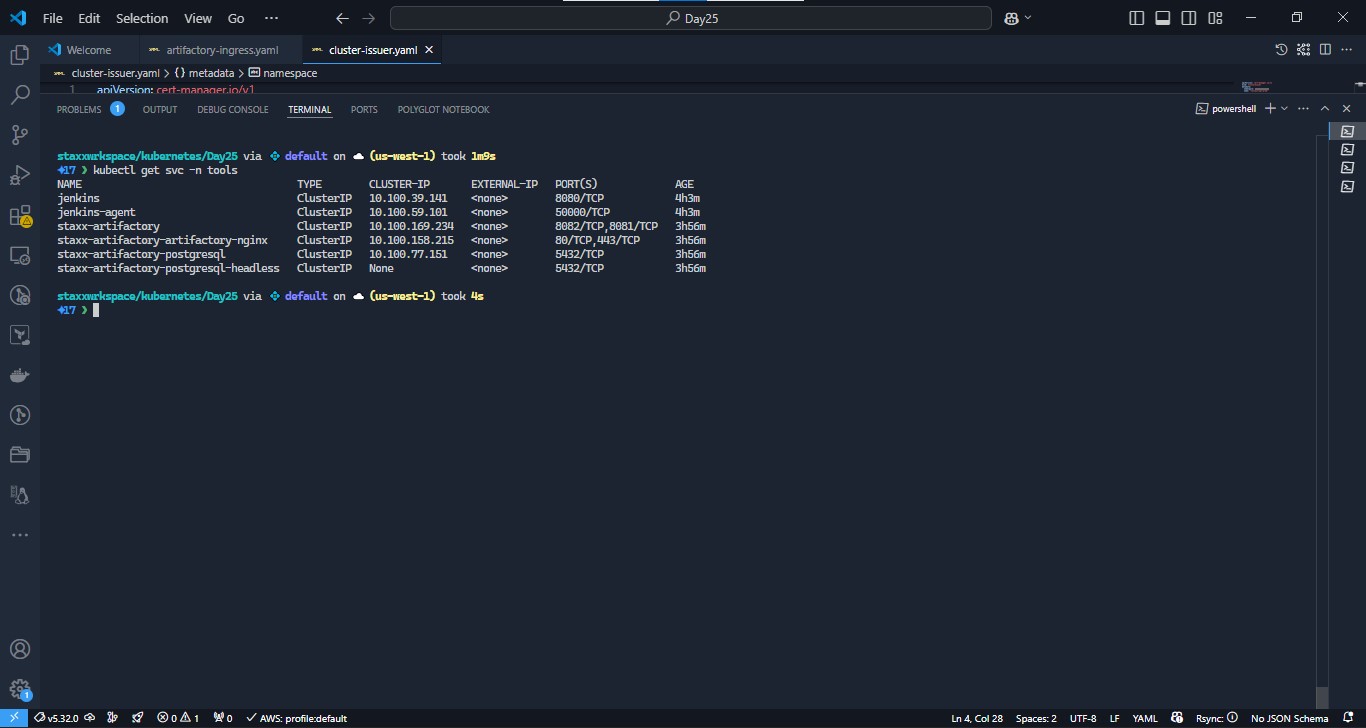 File Edit Selection View Go ··· Day25
Welcome artifactory-ingress.yaml cluster-issuer.yaml
cluster-issuer.yaml > {} metadata > namespace
1 apiVersion: cert-manager.io/v1
PROBLEMS 1 OUTPUT DEBUG CONSOLE TERMINAL PORTS POLYGLOT NOTEBOOK powershell
staxxwrkspace/kubernetes/Day25 via default on (us-west-1) took 1m9s
17 ❯ kubectl get svc -n tools
NAME TYPE CLUSTER-IP EXTERNAL-IP PORT(S) AGE
jenkins ClusterIP 10.100.39.141 <none> 8080/TCP 4h3m
jenkins-agent ClusterIP 10.100.59.101 <none> 50000/TCP 4h3m
staxx-artifactory ClusterIP 10.100.169.234 <none> 8082/TCP,8081/TCP 3h56m
staxx-artifactory-artifactory-nginx ClusterIP 10.100.158.215 <none> 80/TCP,443/TCP 3h56m
staxx-artifactory-postgresql ClusterIP 10.100.77.151 <none> 5432/TCP 3h56m
staxx-artifactory-postgresql-headless ClusterIP None <none> 5432/TCP 3h56m
staxxwrkspace/kubernetes/Day25 via default on (us-west-1) took 4s
17 ❯
1
v5.32.0 0 1 0 AWS: profile:default Ln 4, Col 28 Spaces: 2 UTF-8 LF YAML Rsync: No JSON Schema